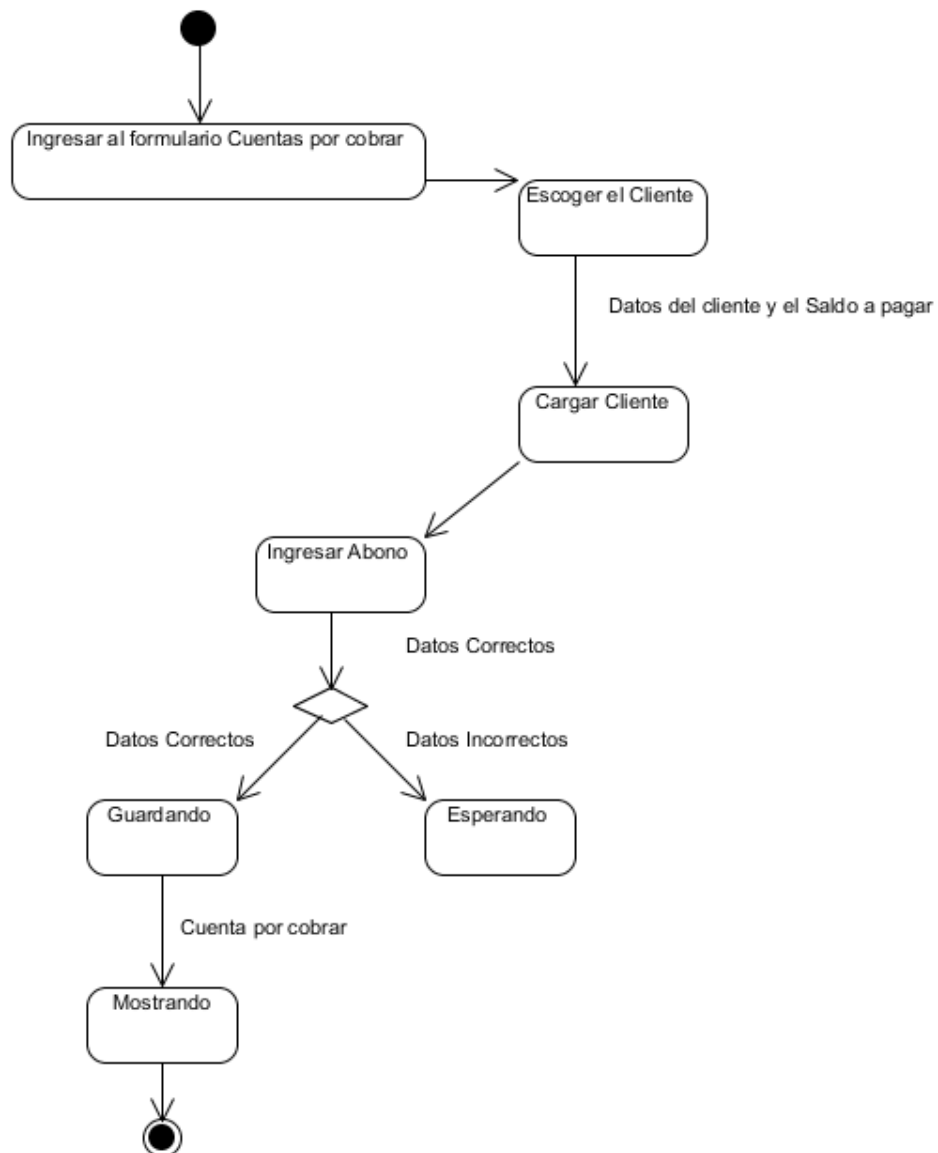 Ingresar al formulario Cuentas por cobrar
Escoger el Cliente
Datos del cliente y el Saldo a pagar
Cargar Cliente
Ingresar Abono
Datos Correctos
Datos Correctos
Datos Incorrectos
Guardando
Esperando
Cuenta por cobrar
Mostrando